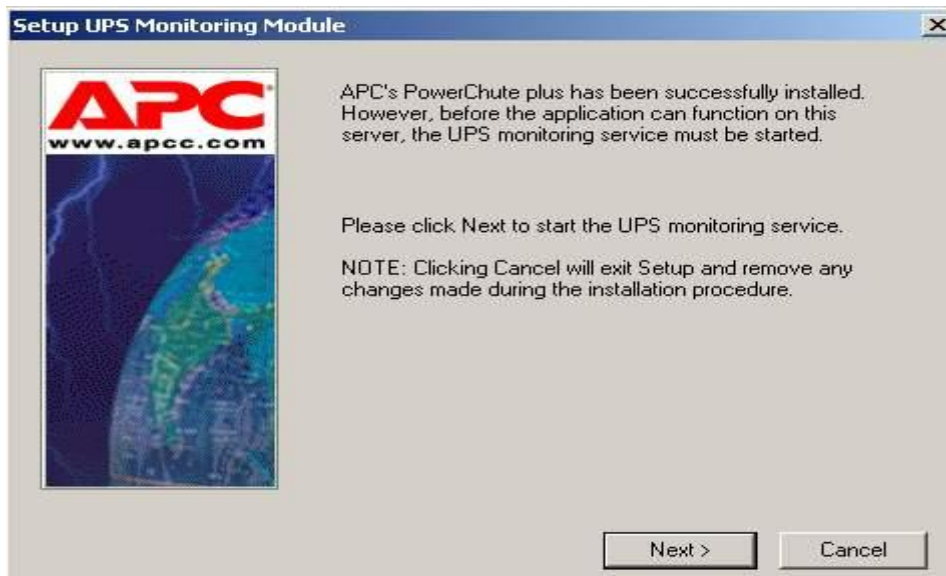 Setup UPS Monitoring Module
APC
www.apcc.com
APC's PowerChute plus has been successfully installed.
However, before the application can function on this
server, the UPS monitoring service must be started.
Please click Next to start the UPS monitoring service.
NOTE: Clicking Cancel will exit Setup and remove any
changes made during the installation procedure.
Next >
Cancel